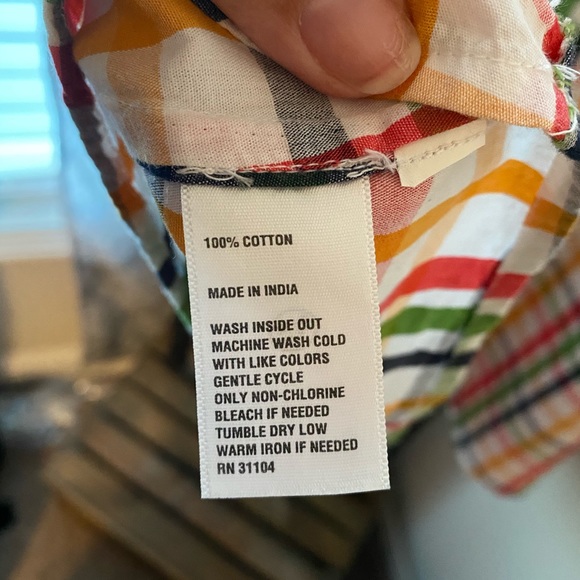 100% COTTON
MADE IN INDIA
WASH INSIDE OUT
MACHINE WASH COLD
WITH LIKE COLORS
GENTLE CYCLE
ONLY NON-CHLORINE
BLEACH IF NEEDED
TUMBLE DRY LOW
WARM IRON IF NEEDED
RN 31104